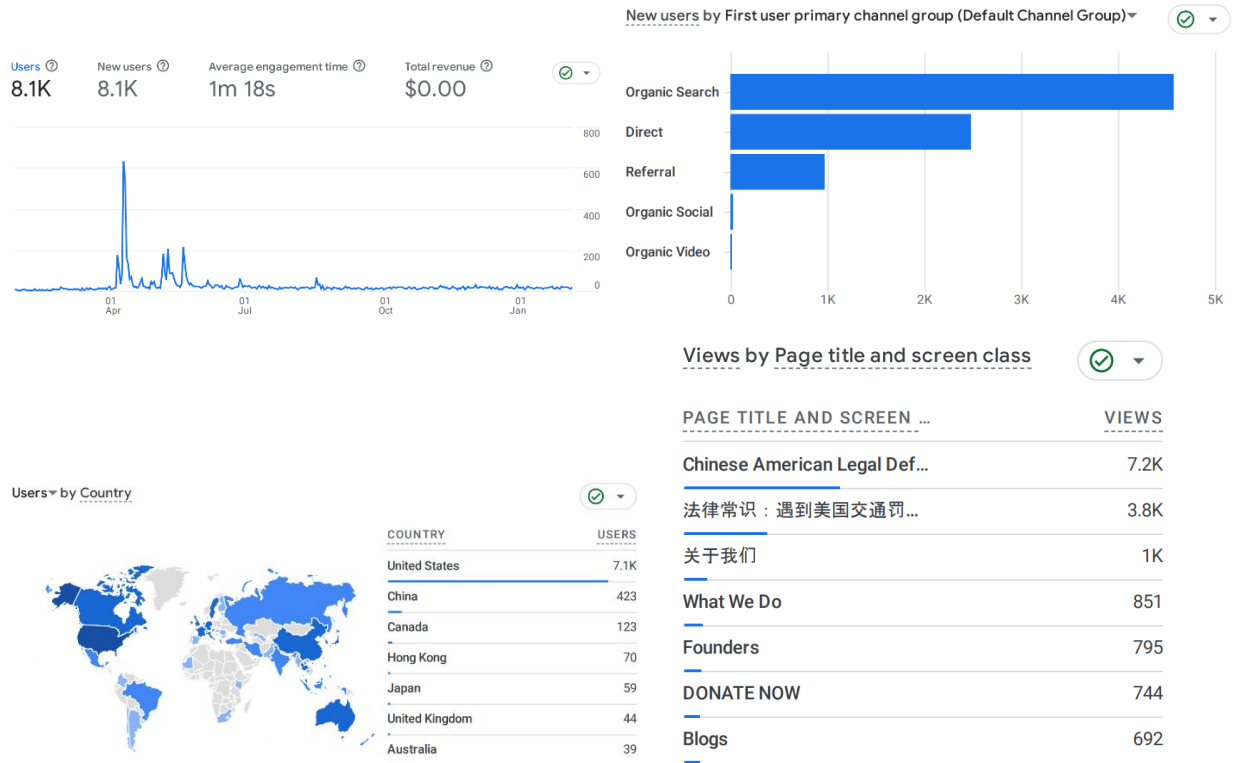 New users by First user primary channel group (Default Channel Group)
Users
New users
Average engagement time
Total revenue
8.1K
8.1K
1m 18s
$0.00
800
600
400
200
0
01
Apr
01
Jul
01
Oct
01
Jan
Organic Search
Direct
Referral
Organic Social
Organic Video
0
1K
2K
3K
4K
5K
Views by Page title and screen class
PAGE TITLE AND SCREEN ...
VIEWS
Chinese American Legal Def...
7.2K
法律常识：遇到美国交通罚...
3.8K
关于我们
1K
What We Do
851
Founders
795
DONATE NOW
744
Blogs
692
Users by Country
COUNTRY
USERS
United States
7.1K
China
423
Canada
123
Hong Kong
70
Japan
59
United Kingdom
44
Australia
39